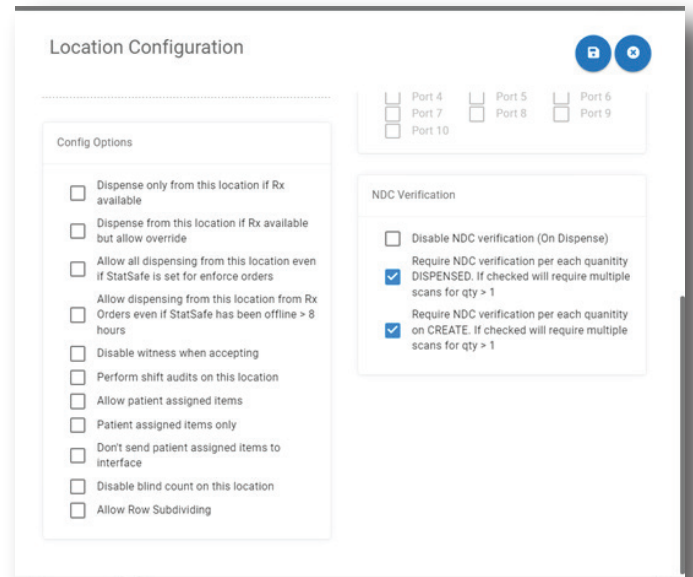 Location Configuration
Config Options
Dispense only from this location if Rx
available
Dispense from this location if Rx available
but allow override
Allow all dispensing from this location even
if StatSafe is set for enforce orders
Allow dispensing from this location from Rx
Orders even if StatSafe has been offline > 8
hours
Disable witness when accepting
Perform shift audits on this location
Allow patient assigned items
Patient assigned items only
Don't send patient assigned items to
interface
Disable blind count on this location
Allow Row Subdividing
Port 4 Port 5 Port 6
Port 7 Port 8 Port 9
Port 10
NDC Verification
Disable NDC verification (On Dispense)
Require NDC verification per each quanitity
DISPENSED. If checked will require multiple
scans for qty > 1
Require NDC verification per each quanitity
on CREATE. If checked will require multiple
scans for qty > 1